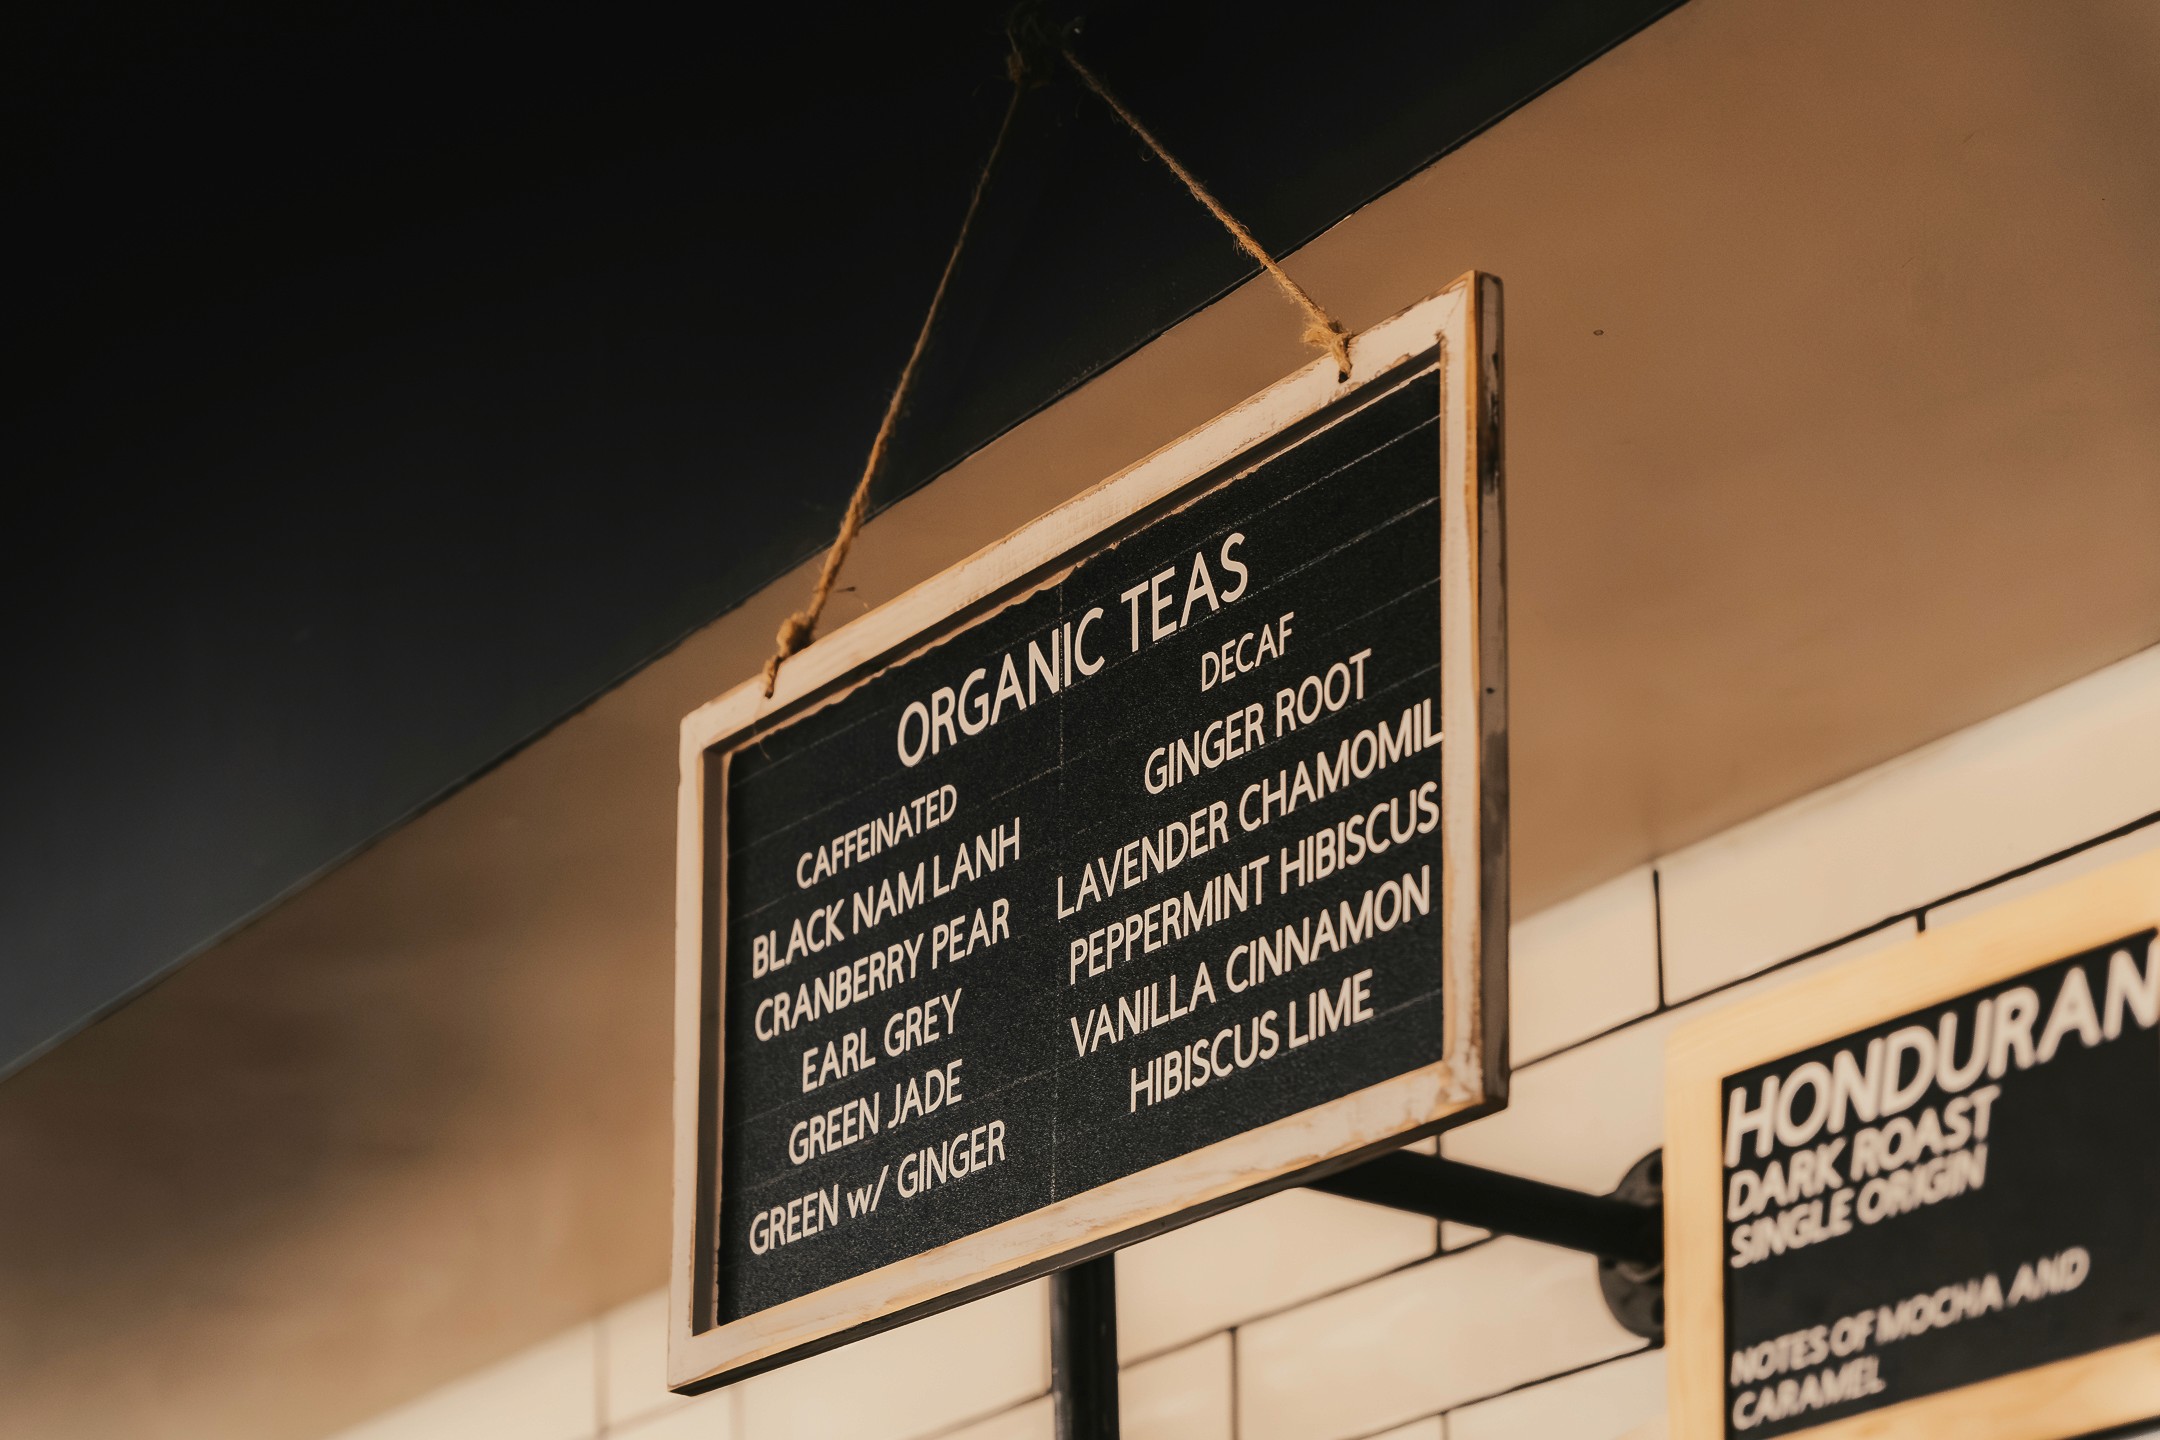 ORGANIC TEAS
CAFFEINATED
BLACK NAM LANH
CRANBERRY PEAR
EARL GREY
GREEN JADE
GREEN w/ GINGER
DECAF
GINGER ROOT
LAVENDER CHAMOMIL
PEPPERMINT HIBISCUS
VANILLA CINNAMON
HIBISCUS LIME
HONDURAN
DARK ROAST
SINGLE ORIGIN
NOTES OF MOCHA AND
CARAMEL